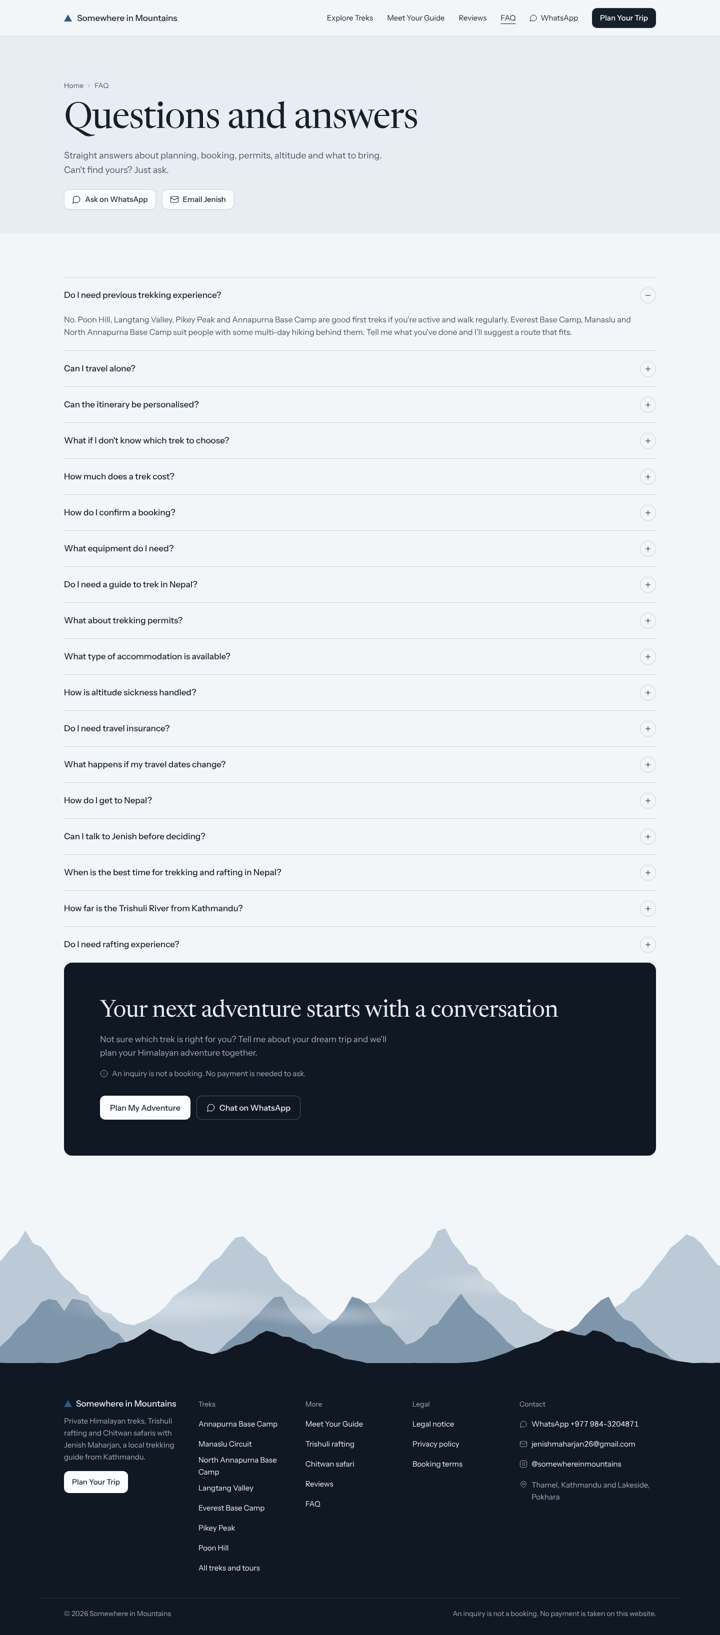 Somewhere in Mountains
Explore Treks
Meet Your Guide
Reviews
FAQ
WhatsApp
Plan Your Trip
Home › FAQ
Questions and answers
Straight answers about planning, booking, permits, altitude and what to bring.
Can't find yours? Just ask.
Ask on WhatsApp
Email Jenish
Do I need previous trekking experience?
No. Poon Hill, Langtang Valley, Pikey Peak and Annapurna Base Camp are good first treks if you're active and walk regularly. Everest Base Camp, Manaslu and
North Annapurna Base Camp suit people with some multi-day hiking behind them. Tell me what you've done and I'll suggest a route that fits.
Can I travel alone?
Can the itinerary be personalised?
What if I don't know which trek to choose?
How much does a trek cost?
How do I confirm a booking?
What equipment do I need?
Do I need a guide to trek in Nepal?
What about trekking permits?
What type of accommodation is available?
How is altitude sickness handled?
Do I need travel insurance?
What happens if my travel dates change?
How do I get to Nepal?
Can I talk to Jenish before deciding?
When is the best time for trekking and rafting in Nepal?
How far is the Trishuli River from Kathmandu?
Do I need rafting experience?
Your next adventure starts with a conversation
Not sure which trek is right for you? Tell me about your dream trip and we'll
plan your Himalayan adventure together.
An inquiry is not a booking. No payment is needed to ask.
Plan My Adventure
Chat on WhatsApp
Somewhere in Mountains
Private Himalayan treks, Trishuli
rafting and Chitwan safaris with
Jenish Maharjan, a local trekking
guide from Kathmandu.
Plan Your Trip
Treks
Annapurna Base Camp
Manaslu Circuit
North Annapurna Base
Camp
Langtang Valley
Everest Base Camp
Pikey Peak
Poon Hill
All treks and tours
More
Meet Your Guide
Trishuli rafting
Chitwan safari
Reviews
FAQ
Legal
Legal notice
Privacy policy
Booking terms
Contact
WhatsApp +977 984-3204871
jenishmaharjan26@gmail.com
@somewhereinmountains
Thamel, Kathmandu and Lakeside,
Pokhara
© 2026 Somewhere in Mountains
An inquiry is not a booking. No payment is taken on this website.